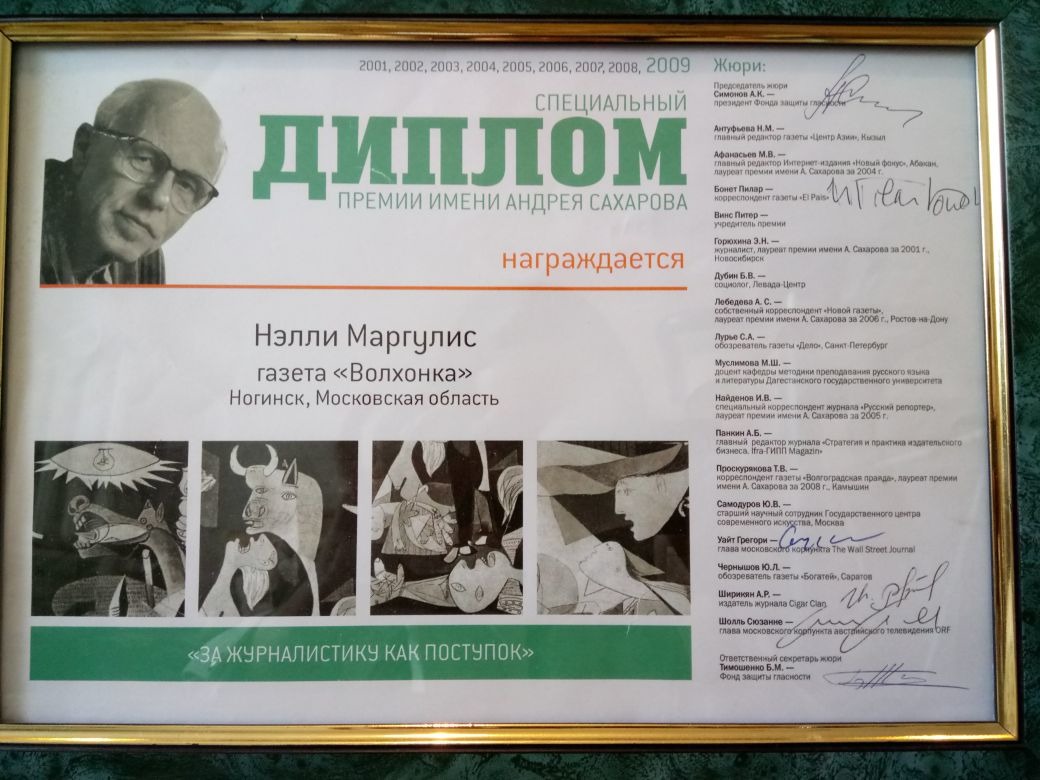 2001, 2002, 2003, 2004, 2005, 2006, 2007, 2008, 2009
СПЕЦИАЛЬНЫЙ
ДИПЛОМ
ПРЕМИИ ИМЕНИ АНДРЕЯ САХАРОВА
награждается
Нэлли Маргулис
газета «Волхонка»
Ногинск, Московская область
«ЗА ЖУРНАЛИСТИКУ КАК ПОСТУПОК»
Жюри:
Председатель жюри
Симонов А.К. —
президент Фонда защиты гласности
Антуфьева Н.М. —
главный редактор газеты «Центр Азии», Кызыл
Афанасьев М.В. —
главный редактор Интернет-издания «Новый фокус», Абакан,
лауреат премии имени А. Сахарова за 2004 г.
Бонет Пилар —
корреспондент газеты «El Pais»
Винс Питер —
учредитель премии
Горюхина Э.Н. —
журналист, лауреат премии имени А. Сахарова за 2001 г.,
Новосибирск
Дубин Б.В. —
социолог, Левада-Центр
Лебедева А. С. —
собственный корреспондент «Новой газеты»,
лауреат премии имени А. Сахарова за 2006 г., Ростов-на-Дону
Лурье С.А. —
обозреватель газеты «Дело», Санкт-Петербург
Муслимова М.Ш. —
доцент кафедры методики преподавания русского языка
и литературы Дагестанского государственного университета
Найденов И.В. —
специальный корреспондент журнала «Русский репортер»,
лауреат премии имени А. Сахарова за 2005 г.
Панкин А.Б. —
главный редактор журнала «Стратегия и практика издательского
бизнеса. Ifra-ГИПП Magazin»
Проскурякова Т.В. —
корреспондент газеты «Волгоградская правда», лауреат премии
имени А. Сахарова за 2008 г., Камышин
Самодуров Ю.В. —
старший научный сотрудник Государственного центра
современного искусства, Москва
Уайт Грегори —
глава московского корпункта The Wall Street Journal
Чернышов Ю.Л. —
обозреватель газеты «Богатей», Саратов
Ширикян А.Р. —
издатель журнала Cigar Clan
Шолль Сюзанне —
глава московского корпункта австрийского телевидения ORF
Ответственный секретарь жюри
Тимошенко Б.М. —
Фонд защиты гласности